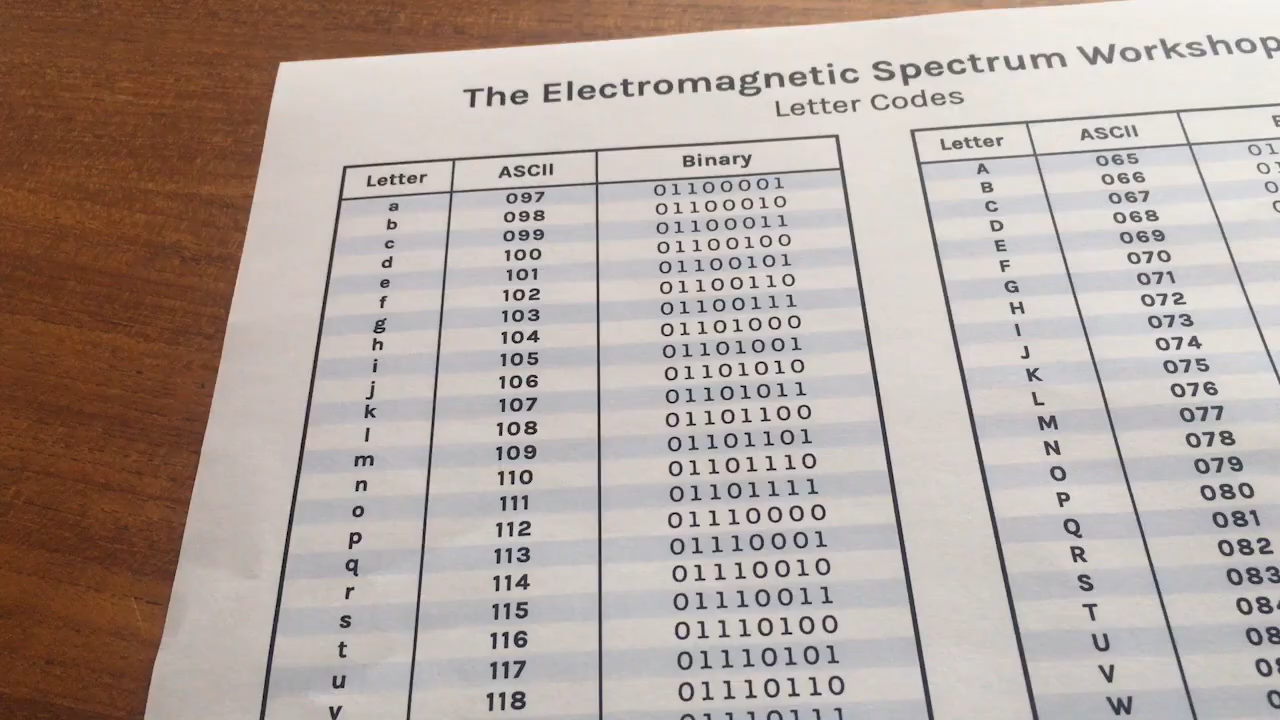 The Electromagnetic Spectrum Workshop
Letter Codes
Letter ASCII Binary
a 097 01100001
b 098 01100010
c 099 01100011
d 100 01100100
e 101 01100101
f 102 01100110
g 103 01100111
h 104 01101000
i 105 01101001
j 106 01101010
k 107 01101011
l 108 01101100
m 109 01101101
n 110 01101110
o 111 01101111
p 112 01110000
q 113 01110001
r 114 01110010
s 115 01110011
t 116 01110100
u 117 01110101
v 118 01110110
Letter ASCII
A 065
B 066
C 067
D 068
E 069
F 070
G 071
H 072
I 073
J 074
K 075
L 076
M 077
N 078
O 079
P 080
Q 081
R 082
S 083
T
U
V
W